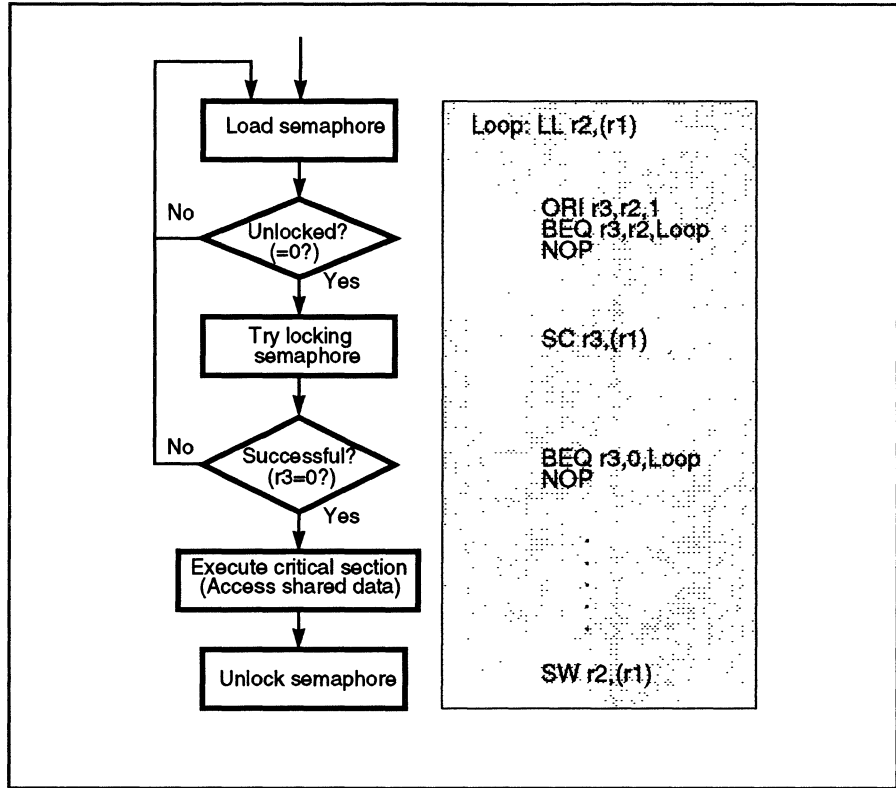 Load semaphore
No
Unlocked?
(=0?)
Yes
Try locking
semaphore
No
Successful?
(r3=0?)
Yes
Execute critical section
(Access shared data)
Unlock semaphore
Loop: LL r2,(r1)
ORI r3,r2,1
BEQ r3,r2,Loop
NOP
SC r3,(r1)
BEQ r3,0,Loop
NOP
SW r2,(r1)